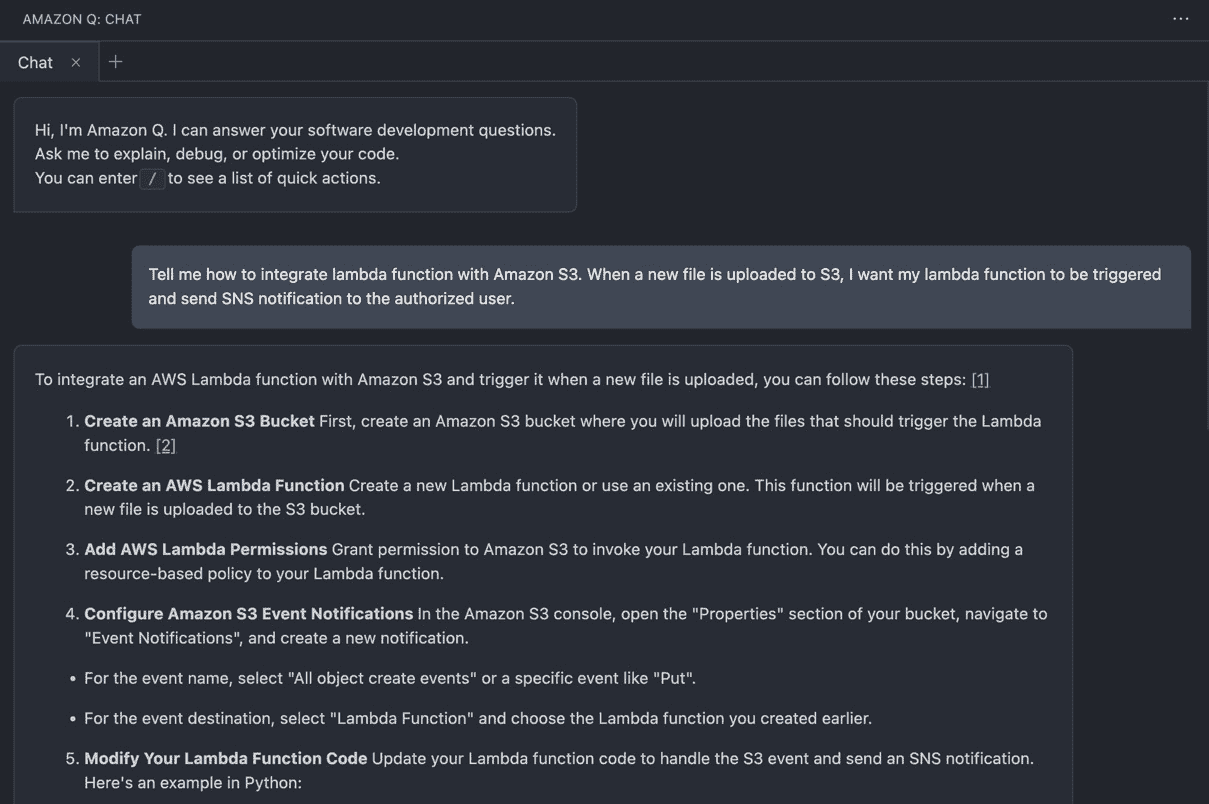 AMAZON Q: CHAT
Chat
Hi, I'm Amazon Q. I can answer your software development questions.
Ask me to explain, debug, or optimize your code.
You can enter / to see a list of quick actions.
Tell me how to integrate lambda function with Amazon S3. When a new file is uploaded to S3, I want my lambda function to be triggered
and send SNS notification to the authorized user.
To integrate an AWS Lambda function with Amazon S3 and trigger it when a new file is uploaded, you can follow these steps: [1]
1. Create an Amazon S3 Bucket First, create an Amazon S3 bucket where you will upload the files that should trigger the Lambda
function. [2]
2. Create an AWS Lambda Function Create a new Lambda function or use an existing one. This function will be triggered when a
new file is uploaded to the S3 bucket.
3. Add AWS Lambda Permissions Grant permission to Amazon S3 to invoke your Lambda function. You can do this by adding a
resource-based policy to your Lambda function.
4. Configure Amazon S3 Event Notifications In the Amazon S3 console, open the "Properties" section of your bucket, navigate to
"Event Notifications", and create a new notification.
• For the event name, select "All object create events" or a specific event like "Put".
• For the event destination, select "Lambda Function" and choose the Lambda function you created earlier.
5. Modify Your Lambda Function Code Update your Lambda function code to handle the S3 event and send an SNS notification.
Here's an example in Python: